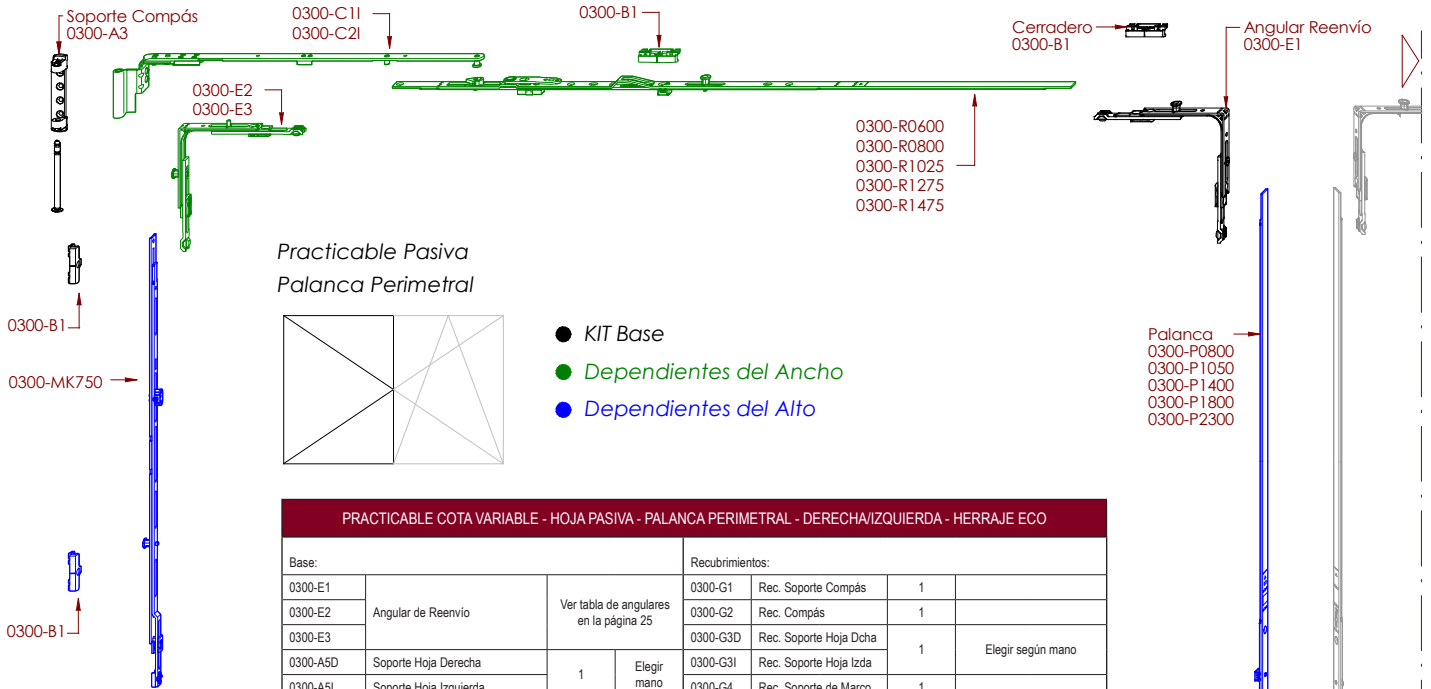 Soporte Compás
0300-A3
0300-C1I
0300-C2I
0300-B1
Cerradero
0300-B1
Angular Reenvío
0300-E1
0300-E2
0300-E3
0300-R0600
0300-R0800
0300-R1025
0300-R1275
0300-R1475
Practicable Pasiva
Palanca Perimetral
0300-B1
0300-MK750
KIT Base
Dependientes del Ancho
Dependientes del Alto
Palanca
0300-P0800
0300-P1050
0300-P1400
0300-P1800
0300-P2300
0300-B1
PRACTICABLE COTA VARIABLE - HOJA PASIVA - PALANCA PERIMETRAL - DERECHA/IZQUIERDA - HERRAJE ECO
Base:
Recubrimientos:
0300-E1
0300-E2
0300-E3
Angular de Reenvío
Ver tabla de angulares
en la página 25
0300-G1 Rec. Soporte Compás 1
0300-G2 Rec. Compás 1
0300-G3D Rec. Soporte Hoja Dcha
1 Elegir según mano
0300-A5D Soporte Hoja Derecha
1
Elegir
mano
0300-G3I Rec. Soporte Hoja Izda
0300-A5I Soporte Hoja Izquierda
0300-G4 Rec. Soporte de Marco 1